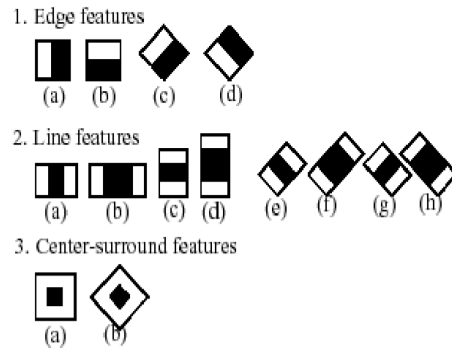 1. Edge features
(a) (b) (c) (d)
2. Line features
(a) (b) (c) (d) (e) (f) (g) (h)
3. Center-surround features
(a) (b)